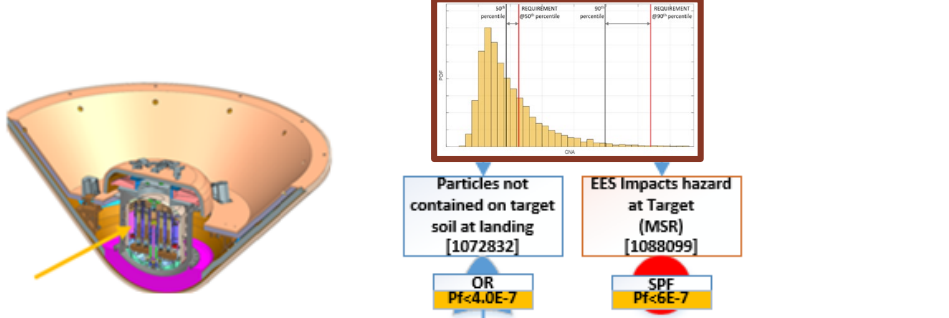 50th REQUIREMENT 90th REQUIREMENT
percentile @50th percentile percentile @90th percentile
PDF
CNA
Particles not
contained on target
soil at landing
[1072832]
EES Impacts hazard
at Target
(MSR)
[1088099]
OR
Pf<4.0E-7
SPF
Pf<6E-7